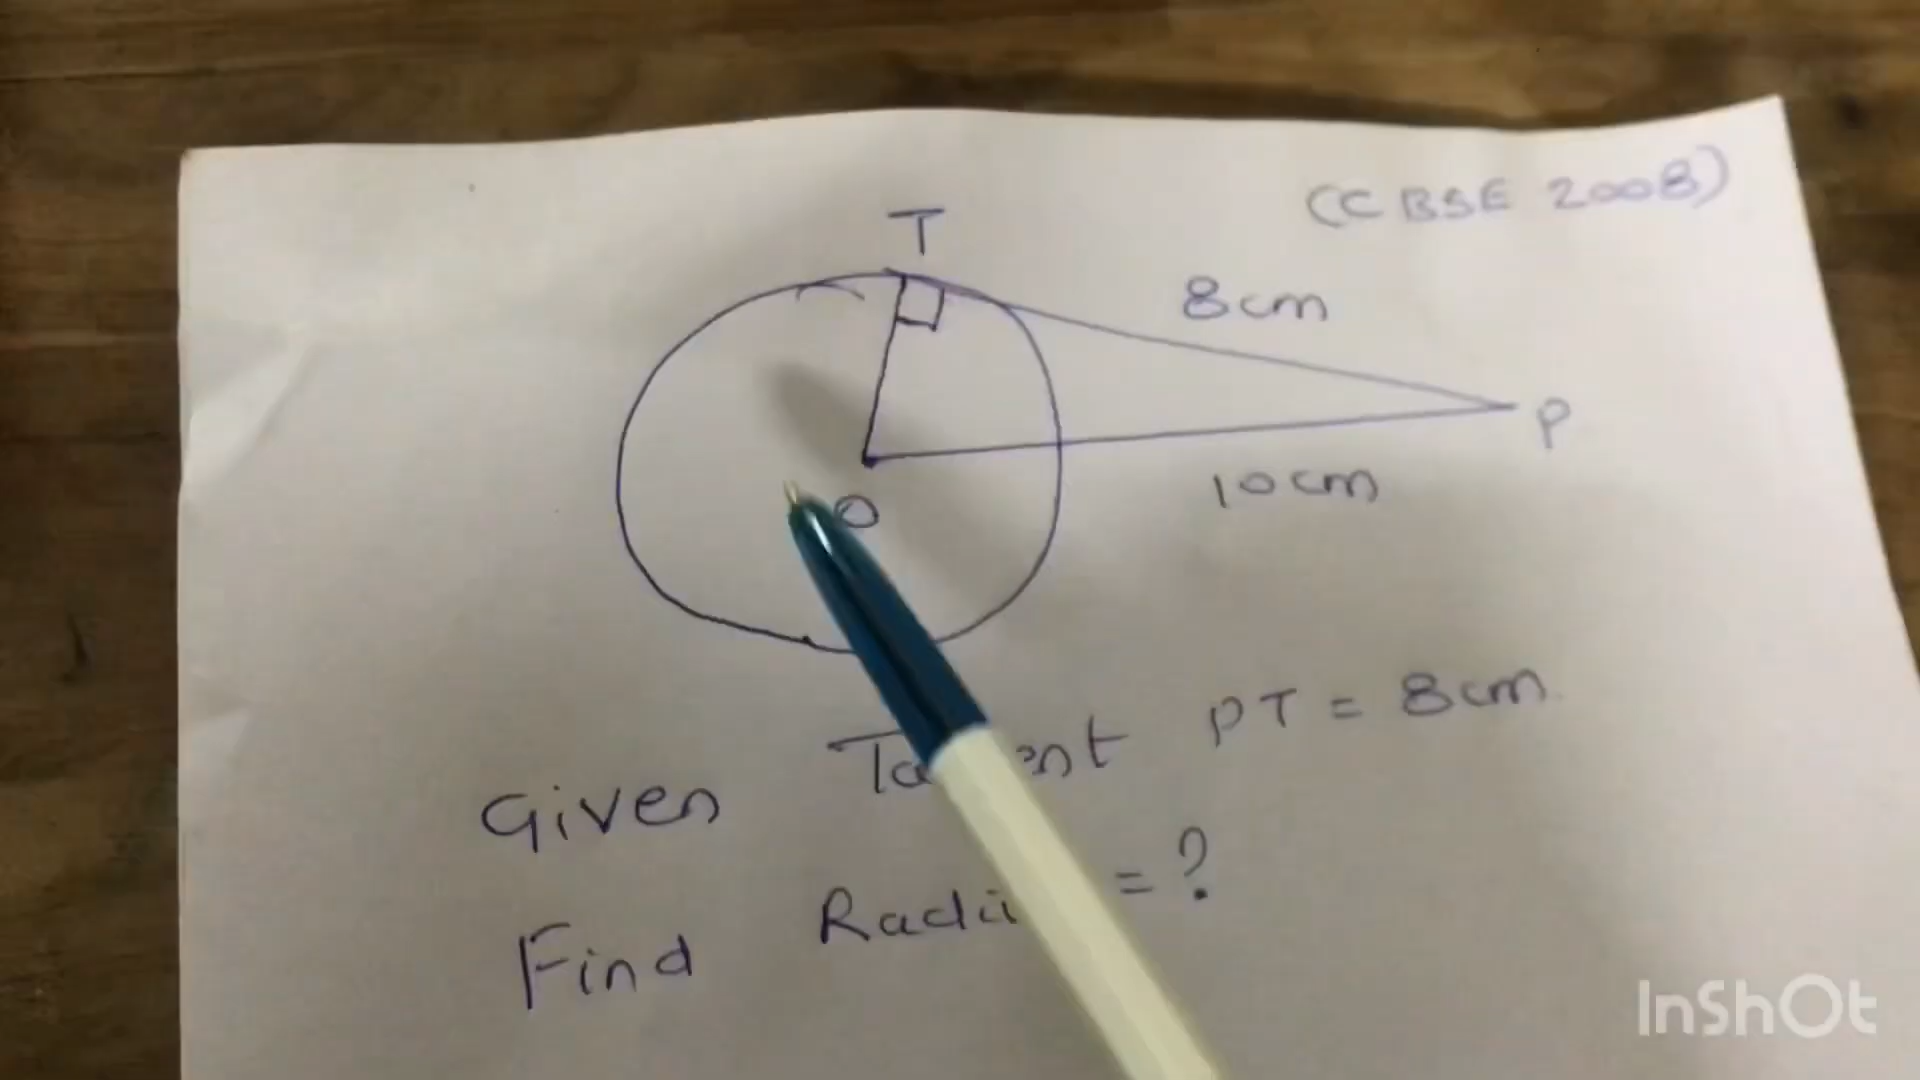 (CBSE 2008)
T
8cm
P
10cm
O
Given PT = 8cm
Find = ?
InShOt